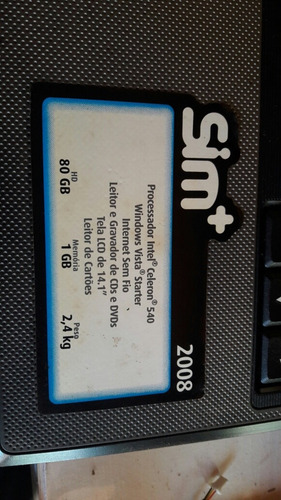 sim+
2008
Processador Intel® Celeron® 540
Windows Vista® Starter
Internet Sem Fio
Leitor e Gravador de CDs e DVDs
Tela LCD de 14.1"
Leitor de Cartões
HD Memória Peso
80 GB 1 GB 2,4 kg